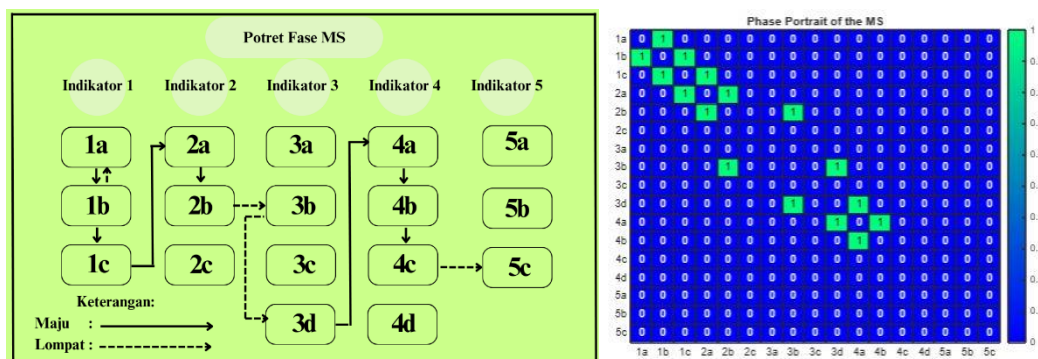 Potret Fase MS
Indikator 1 Indikator 2 Indikator 3 Indikator 4 Indikator 5
1a 2a 3a 4a 5a
1b 2b 3b 4b 5b
1c 2c 3c 4c 5c
3d 4d
Keterangan:
Maju :
Lompat :
Phase Portrait of the MS
1a 0 1 0 0 0 0 0 0 0 0 0 0 0 0 0 0 0
1b 1 0 1 0 0 0 0 0 0 0 0 0 0 0 0 0 0
1c 0 1 0 1 0 0 0 0 0 0 0 0 0 0 0 0 0
2a 0 0 1 0 1 0 0 0 0 0 0 0 0 0 0 0 0
2b 0 0 0 1 0 0 0 1 0 0 0 0 0 0 0 0 0
2c 0 0 0 0 0 0 0 0 0 0 0 0 0 0 0 0 0
3a 0 0 0 0 0 0 0 0 0 0 0 0 0 0 0 0 0
3b 0 0 0 0 1 0 0 0 0 1 0 0 0 0 0 0 0
3c 0 0 0 0 0 0 0 0 0 0 0 0 0 0 0 0 0
3d 0 0 0 0 0 0 0 1 0 0 1 0 0 0 0 0 0
4a 0 0 0 0 0 0 0 0 0 1 0 1 0 0 0 0 0
4b 0 0 0 0 0 0 0 0 0 0 1 0 0 0 0 0 0
4c 0 0 0 0 0 0 0 0 0 0 0 0 0 0 0 0 0
4d 0 0 0 0 0 0 0 0 0 0 0 0 0 0 0 0 0
5a 0 0 0 0 0 0 0 0 0 0 0 0 0 0 0 0 0
5b 0 0 0 0 0 0 0 0 0 0 0 0 0 0 0 0 0
5c 0 0 0 0 0 0 0 0 0 0 0 0 0 0 0 0 0
1a 1b 1c 2a 2b 2c 3a 3b 3c 3d 4a 4b 4c 4d 5a 5b 5c
1
0